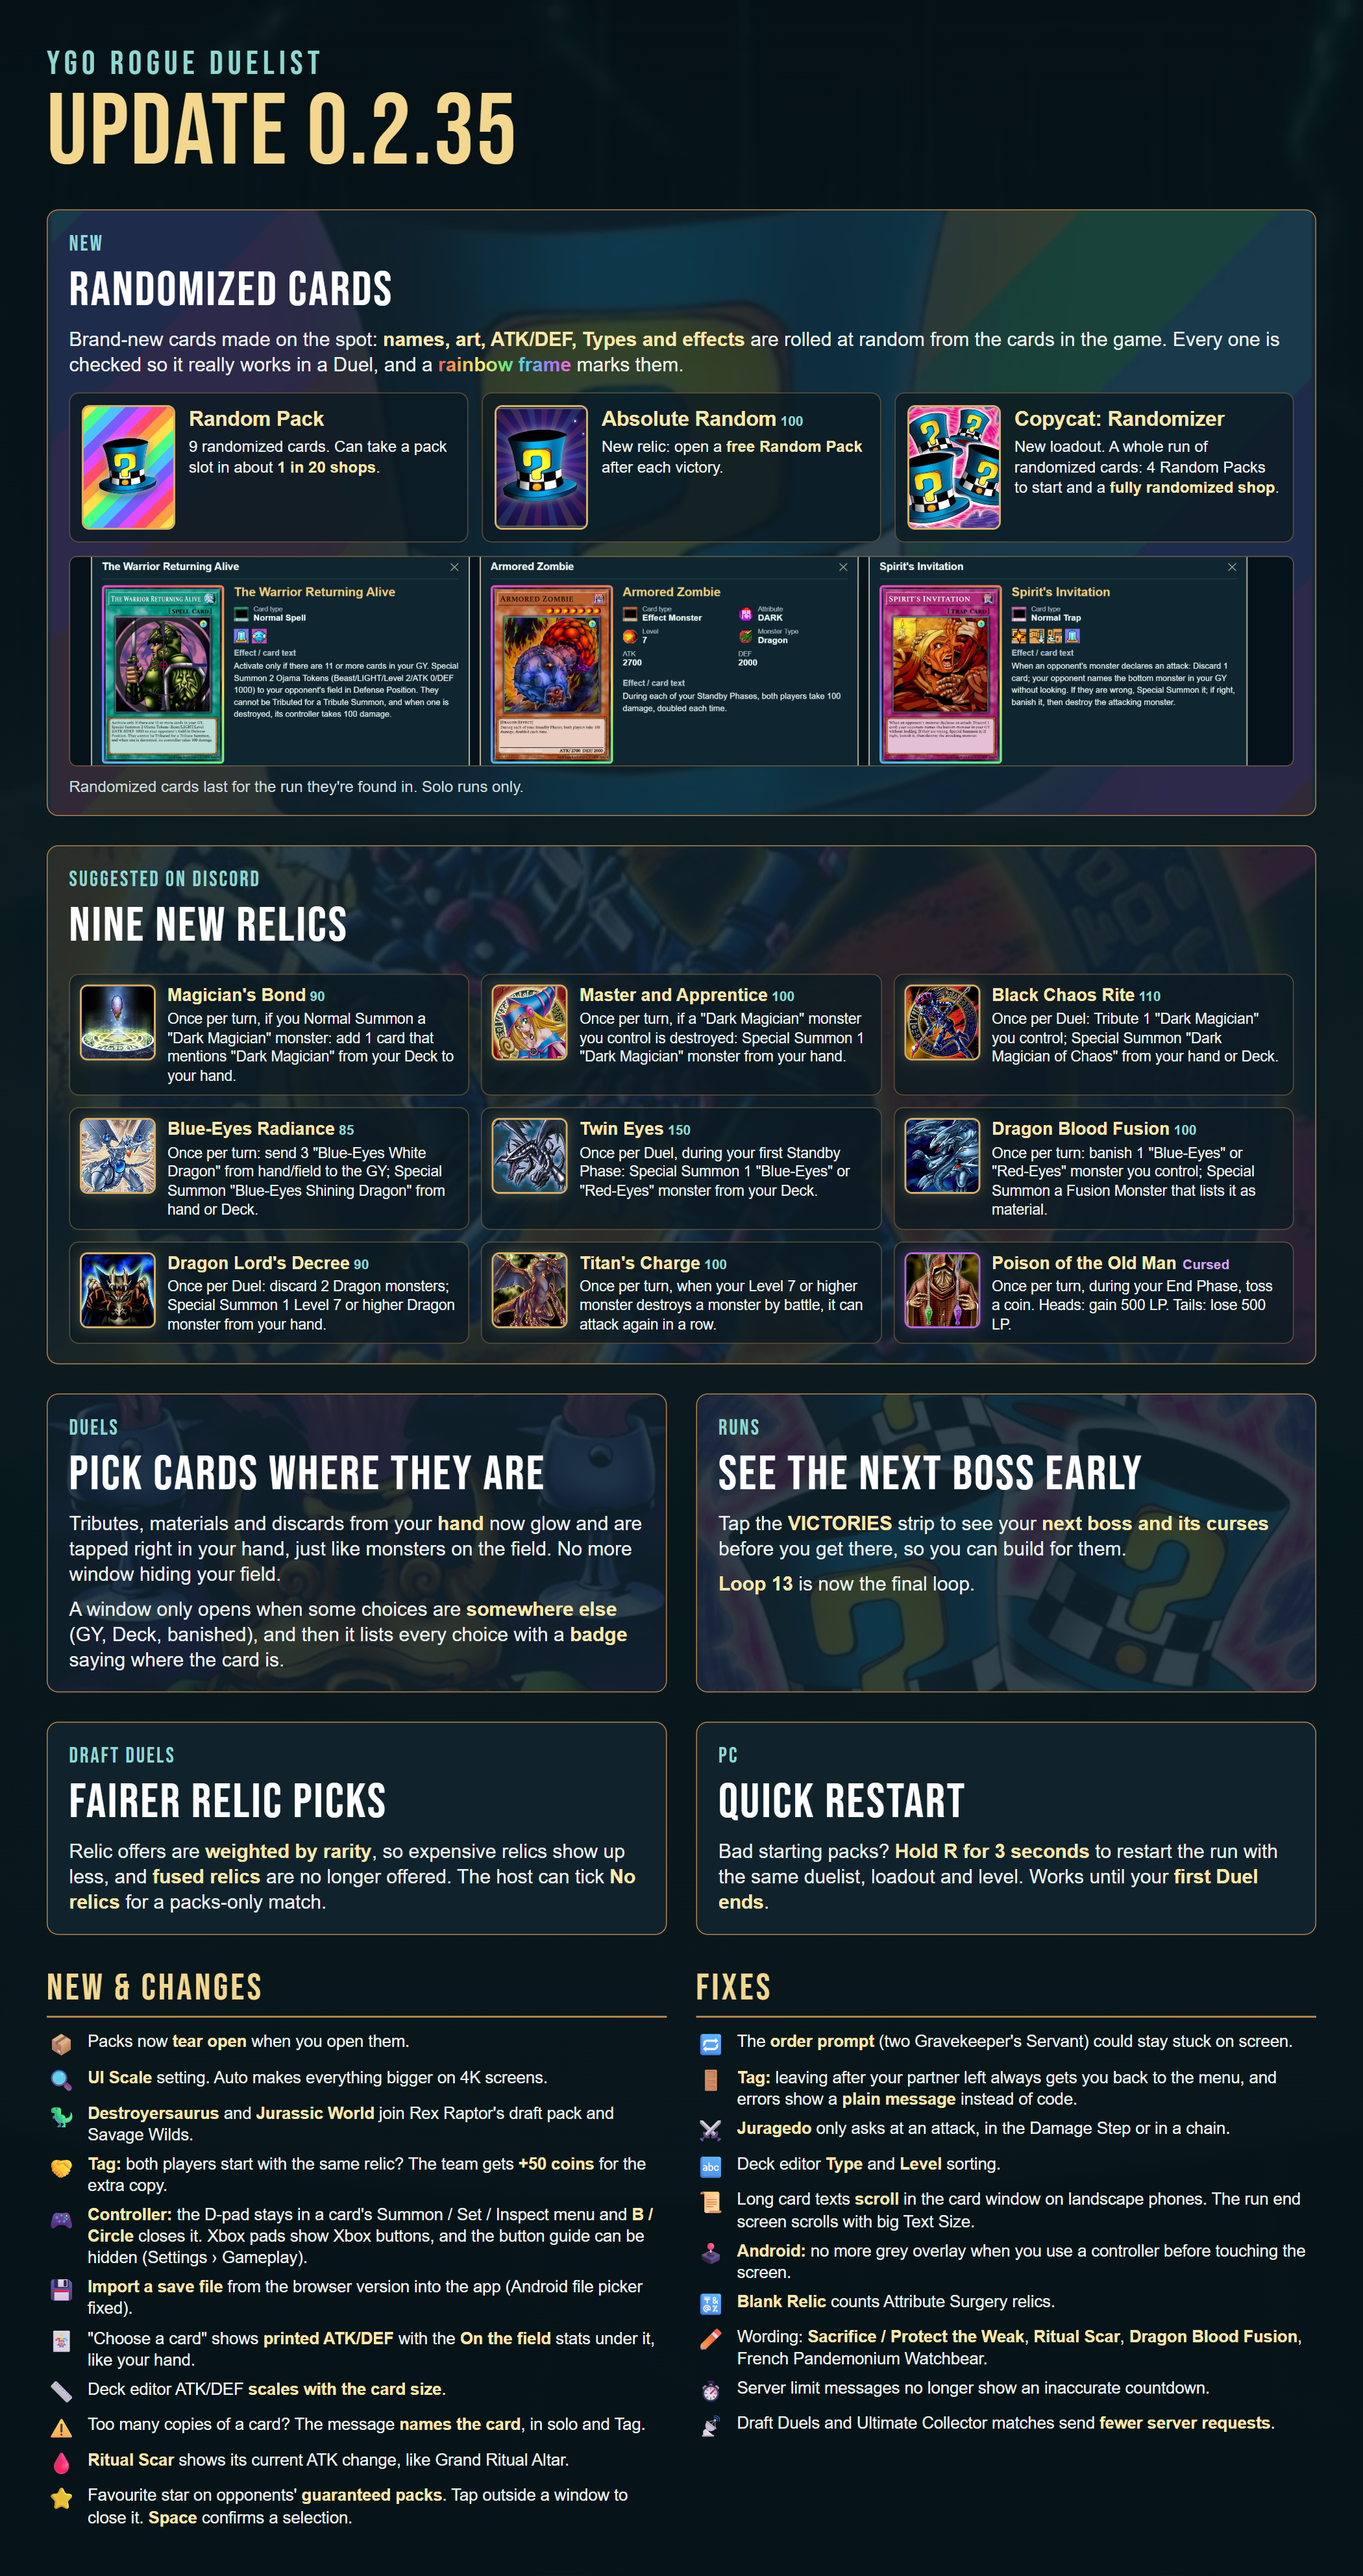 YGO ROGUE DUELIST
UPDATE 0.2.35
NEW
RANDOMIZED CARDS
Brand-new cards made on the spot: names, art, ATK/DEF, Types and effects are rolled at random from the cards in the game. Every one is
checked so it really works in a Duel, and a rainbow frame marks them.
Random Pack
9 randomized cards. Can take a pack
slot in about 1 in 20 shops.
Absolute Random 100
New relic: open a free Random Pack
after each victory.
Copycat: Randomizer
New loadout. A whole run of
randomized cards: 4 Random Packs
to start and a fully randomized shop.
The Warrior Returning Alive
THE WARRIOR RETURNING ALIVE
[SPELL CARD]
The Warrior Returning Alive
Card type
Normal Spell
Effect / card text
Activate only if there are 11 or more cards in your GY. Special
Summon 2 Ojama Tokens (Beast/LIGHT/Level 2/ATK 0/DEF
1000) to your opponent's field in Defense Position. They
cannot be Tributed for a Tribute Summon, and when one is
destroyed, its controller takes 100 damage.
Armored Zombie
ARMORED ZOMBIE
Armored Zombie
Card type
Effect Monster
Attribute
DARK
Level
7
Monster Type
Dragon
ATK
2700
DEF
2000
Effect / card text
During each of your Standby Phases, both players take 100
damage, doubled each time.
[DRAGON/EFFECT]
ATK/2700 DEF/2000
Spirit's Invitation
SPIRIT'S INVITATION
[TRAP CARD]
Spirit's Invitation
Card type
Normal Trap
Effect / card text
When an opponent's monster declares an attack: Discard 1
card; your opponent names the bottom monster in your GY
without looking. If they are wrong, Special Summon it; if right,
banish it, then destroy the attacking monster.
Randomized cards last for the run they're found in. Solo runs only.
SUGGESTED ON DISCORD
NINE NEW RELICS
Magician's Bond 90
Once per turn, if you Normal Summon a
"Dark Magician" monster: add 1 card that
mentions "Dark Magician" from your Deck to
your hand.
Master and Apprentice 100
Once per turn, if a "Dark Magician" monster
you control is destroyed: Special Summon 1
"Dark Magician" monster from your hand.
Black Chaos Rite 110
Once per Duel: Tribute 1 "Dark Magician"
you control; Special Summon "Dark
Magician of Chaos" from your hand or Deck.
Blue-Eyes Radiance 85
Once per turn: send 3 "Blue-Eyes White
Dragon" from hand/field to the GY; Special
Summon "Blue-Eyes Shining Dragon" from
hand or Deck.
Twin Eyes 150
Once per Duel, during your first Standby
Phase: Special Summon 1 "Blue-Eyes" or
"Red-Eyes" monster from your Deck.
Dragon Blood Fusion 100
Once per turn: banish 1 "Blue-Eyes" or
"Red-Eyes" monster you control; Special
Summon a Fusion Monster that lists it as
material.
Dragon Lord's Decree 90
Once per Duel: discard 2 Dragon monsters;
Special Summon 1 Level 7 or higher Dragon
monster from your hand.
Titan's Charge 100
Once per turn, when your Level 7 or higher
monster destroys a monster by battle, it can
attack again in a row.
Poison of the Old Man Cursed
Once per turn, during your End Phase, toss
a coin. Heads: gain 500 LP. Tails: lose 500
LP.
DUELS
PICK CARDS WHERE THEY ARE
Tributes, materials and discards from your hand now glow and are
tapped right in your hand, just like monsters on the field. No more
window hiding your field.
A window only opens when some choices are somewhere else
(GY, Deck, banished), and then it lists every choice with a badge
saying where the card is.
RUNS
SEE THE NEXT BOSS EARLY
Tap the VICTORIES strip to see your next boss and its curses
before you get there, so you can build for them.
Loop 13 is now the final loop.
DRAFT DUELS
FAIRER RELIC PICKS
Relic offers are weighted by rarity, so expensive relics show up
less, and fused relics are no longer offered. The host can tick No
relics for a packs-only match.
PC
QUICK RESTART
Bad starting packs? Hold R for 3 seconds to restart the run with
the same duelist, loadout and level. Works until your first Duel
ends.
NEW & CHANGES
Packs now tear open when you open them.
UI Scale setting. Auto makes everything bigger on 4K screens.
Destroyersaurus and Jurassic World join Rex Raptor's draft pack and
Savage Wilds.
Tag: both players start with the same relic? The team gets +50 coins for the
extra copy.
Controller: the D-pad stays in a card's Summon / Set / Inspect menu and B /
Circle closes it. Xbox pads show Xbox buttons, and the button guide can be
hidden (Settings › Gameplay).
Import a save file from the browser version into the app (Android file picker
fixed).
"Choose a card" shows printed ATK/DEF with the On the field stats under it,
like your hand.
Deck editor ATK/DEF scales with the card size.
Too many copies of a card? The message names the card, in solo and Tag.
Ritual Scar shows its current ATK change, like Grand Ritual Altar.
Favourite star on opponents' guaranteed packs. Tap outside a window to
close it. Space confirms a selection.
FIXES
The order prompt (two Gravekeeper's Servant) could stay stuck on screen.
Tag: leaving after your partner left always gets you back to the menu, and
errors show a plain message instead of code.
Juragedo only asks at an attack, in the Damage Step or in a chain.
Deck editor Type and Level sorting.
Long card texts scroll in the card window on landscape phones. The run end
screen scrolls with big Text Size.
Android: no more grey overlay when you use a controller before touching the
screen.
Blank Relic counts Attribute Surgery relics.
Wording: Sacrifice / Protect the Weak, Ritual Scar, Dragon Blood Fusion,
French Pandemonium Watchbear.
Server limit messages no longer show an inaccurate countdown.
Draft Duels and Ultimate Collector matches send fewer server requests.